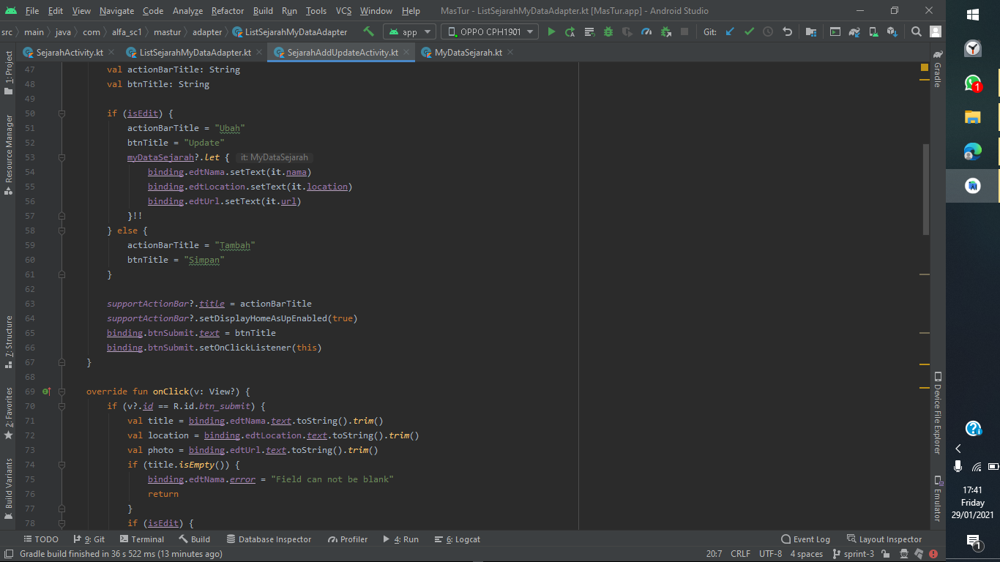 File Edit View Navigate Code Analyze Refactor Build Run Tools VCS Window Help MasTur - ListSejarahMyDataAdapter.kt [MasTur.app] - Android Studio
src main java com alfa_sc1 mastur adapter ListSejarahMyDataAdapter app OPPO CPH1901 Git:
SejarahActivity.kt ListSejarahMyDataAdapter.kt SejarahAddUpdateActivity.kt MyDataSejarah.kt
1: Project
Resource Manager
7: Structure
2: Favorites
Build Variants
47 val actionBarTitle: String
48 val btnTitle: String
49
50 if (isEdit) {
51 actionBarTitle = "Ubah"
52 btnTitle = "Update"
53 myDataSejarah?.let { it: MyDataSejarah
54 binding.edtNama.setText(it.nama)
55 binding.edtLocation.setText(it.location)
56 binding.edtUrl.setText(it.url)
57 }!!
58 } else {
59 actionBarTitle = "Tambah"
60 btnTitle = "Simpan"
61 }
62
63 supportActionBar?.title = actionBarTitle
64 supportActionBar?.setDisplayHomeAsUpEnabled(true)
65 binding.btnSubmit.text = btnTitle
66 binding.btnSubmit.setOnClickListener(this)
67 }
68
69 override fun onClick(v: View?) {
70 if (v?.id == R.id.btn_submit) {
71 val title = binding.edtNama.text.toString().trim()
72 val location = binding.edtLocation.text.toString().trim()
73 val photo = binding.edtUrl.text.toString().trim()
74 if (title.isEmpty()) {
75 binding.edtNama.error = "Field can not be blank"
76 return
77 }
78 if (isEdit) {
Gradle
Device File Explorer
Emulator
TODO 9: Git Terminal Build Database Inspector Profiler 4: Run 6: Logcat Event Log Layout Inspector
Gradle build finished in 36 s 522 ms (13 minutes ago) 20:7 CRLF UTF-8 4 spaces sprint-3
1
17:41
Friday
29/01/2021
1